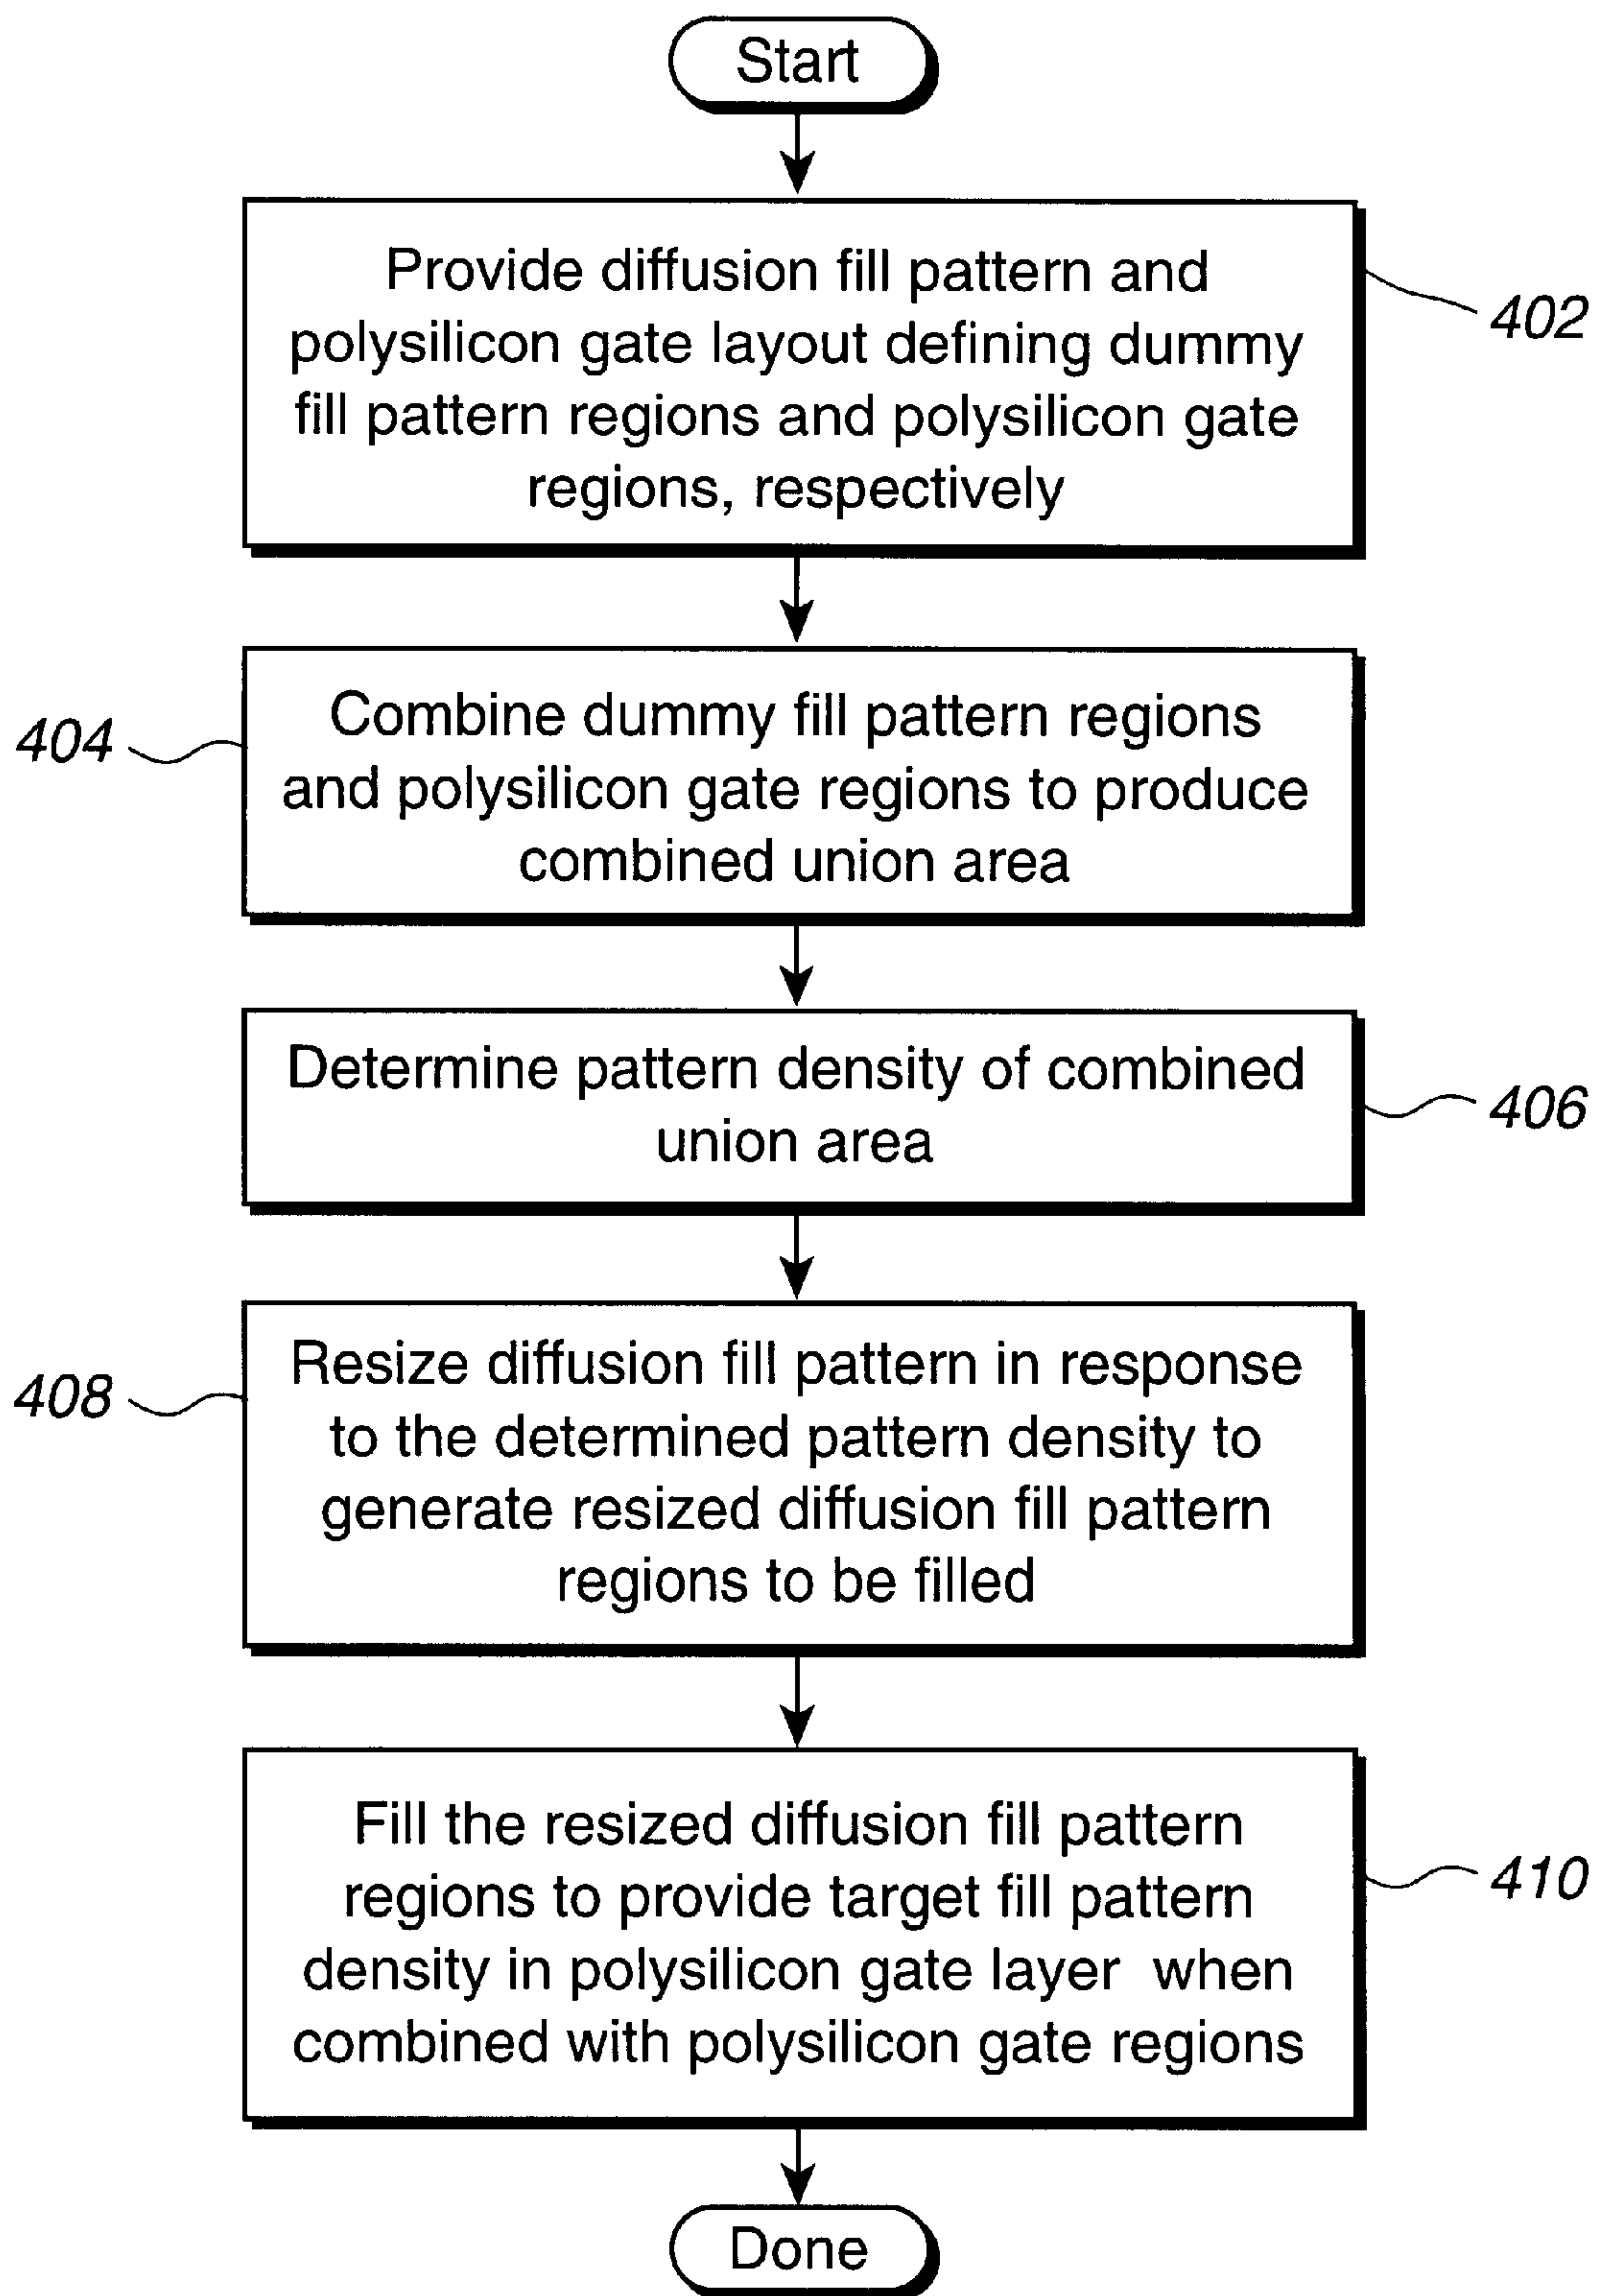 Start
Provide diffusion fill pattern and
polysilicon gate layout defining dummy
fill pattern regions and polysilicon gate
regions, respectively
402
Combine dummy fill pattern regions
and polysilicon gate regions to produce
combined union area
404
Determine pattern density of combined
union area
406
Resize diffusion fill pattern in response
to the determined pattern density to
generate resized diffusion fill pattern
regions to be filled
408
Fill the resized diffusion fill pattern
regions to provide target fill pattern
density in polysilicon gate layer when
combined with polysilicon gate regions
410
Done